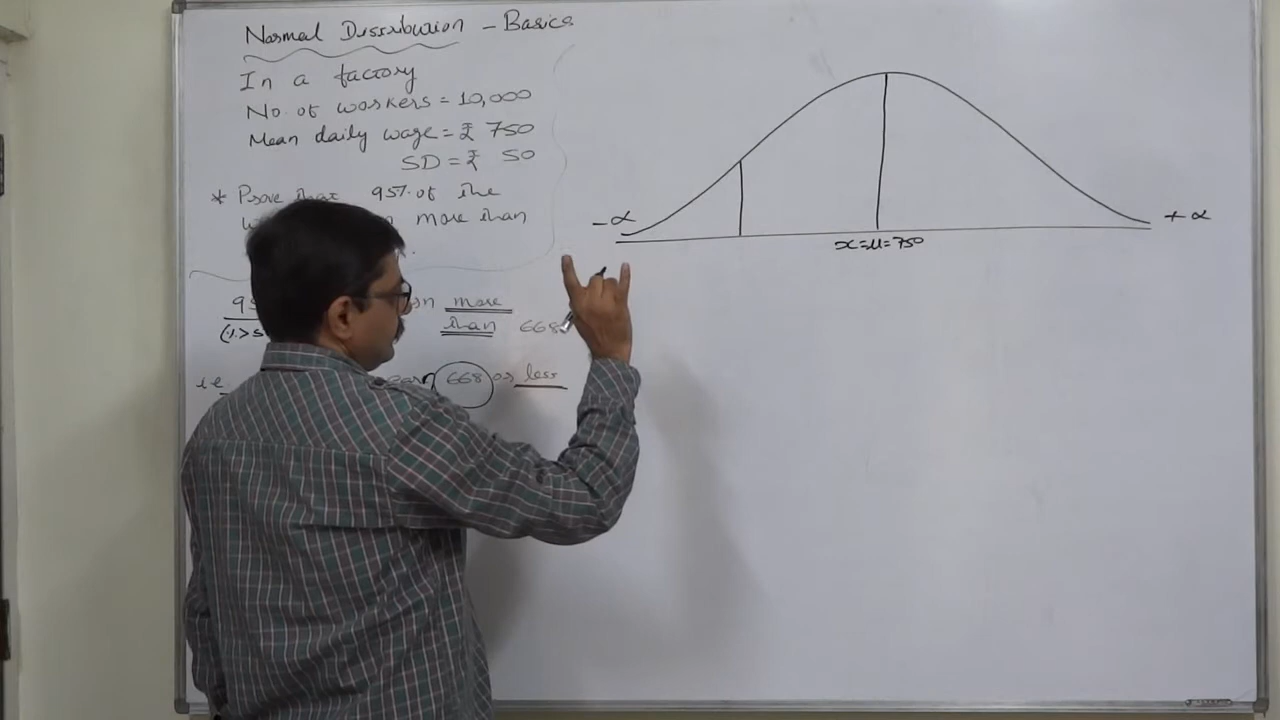 Normal Distribution - Basics
In a factory
No. of workers = 10,000
Mean daily wage = ₹ 750
SD = ₹ 50
* Prove that 95% of the
more than
more
than 668
i.e. earn 668 or less
-α
+α
x=μ=750